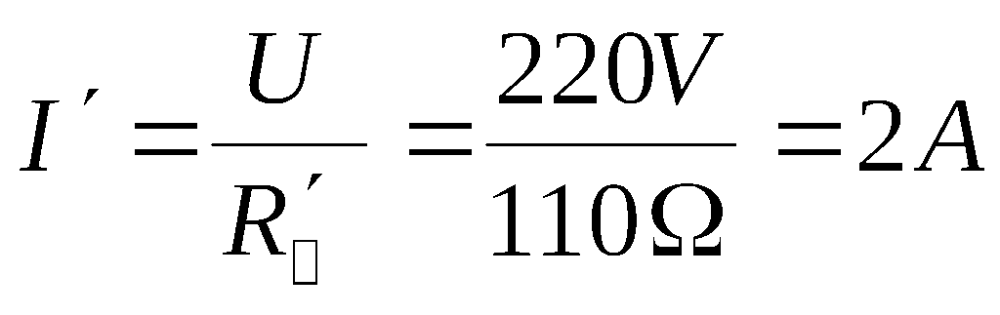 I′ = U / R′▯ = 220V / 110Ω = 2A